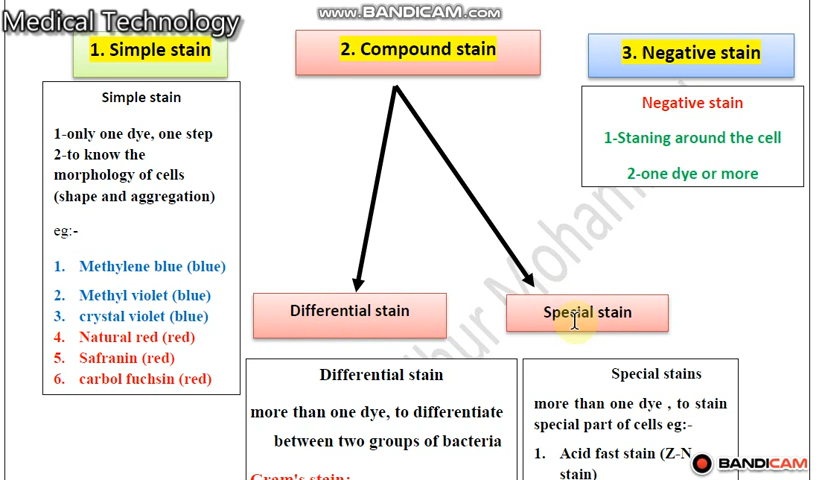 www.BANDICAM.com
Medical Technology
1. Simple stain
2. Compound stain
3. Negative stain
Simple stain
1-only one dye, one step
2-to know the
morphology of cells
(shape and aggregation)
eg:-
1. Methylene blue (blue)
2. Methyl violet (blue)
3. crystal violet (blue)
4. Natural red (red)
5. Safranin (red)
6. carbol fuchsin (red)
Negative stain
1-Staning around the cell
2-one dye or more
Differential stain
Special stain
Differential stain
more than one dye, to differentiate
between two groups of bacteria
Gram's stain:
Special stains
more than one dye , to stain
special part of cells eg:-
1. Acid fast stain (Z-N
stain)
BANDICAM